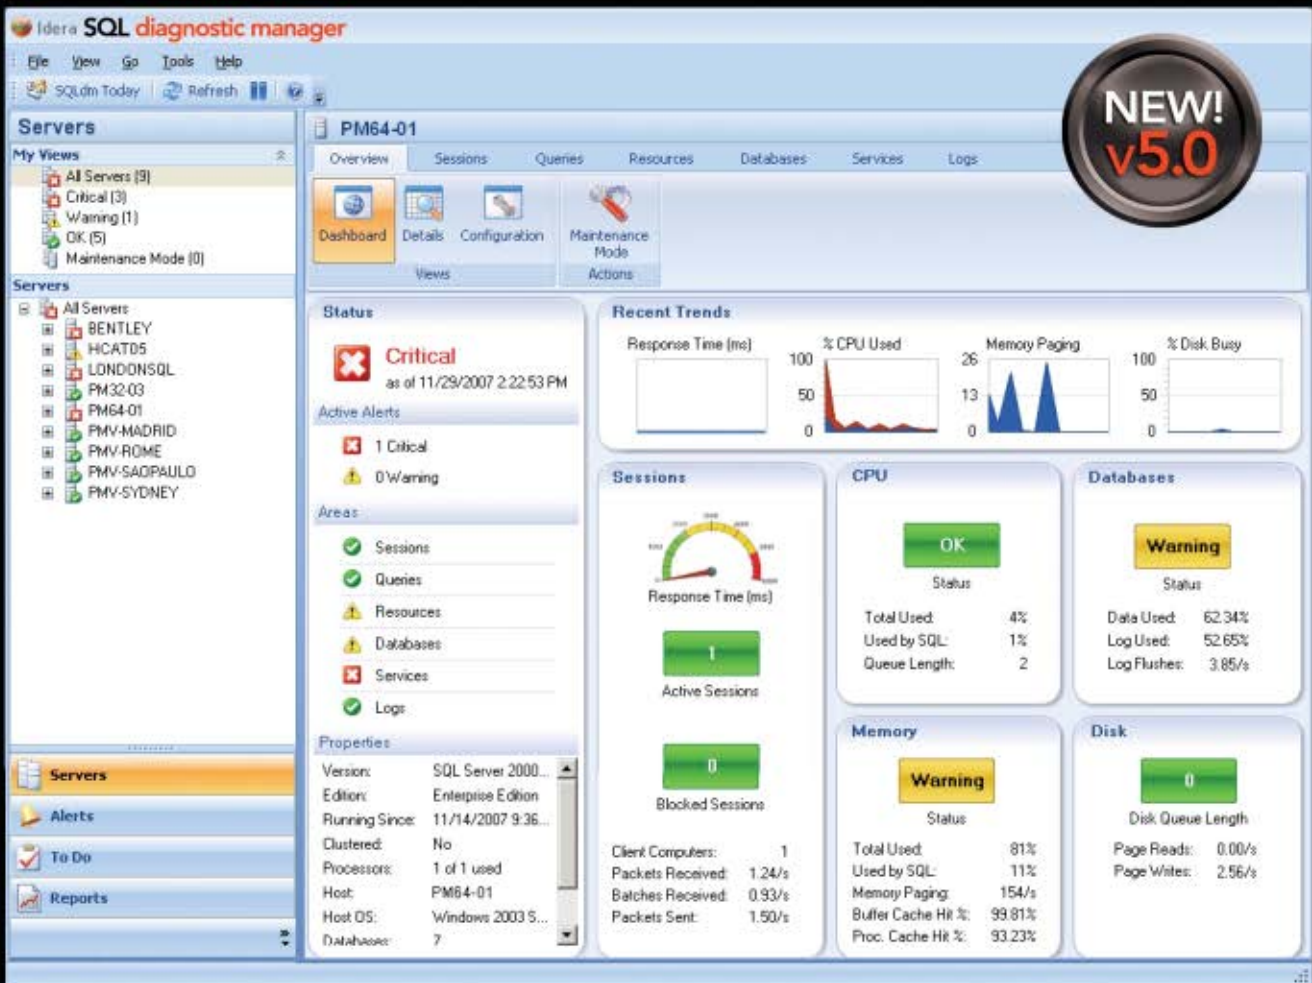 Idera SQL diagnostic manager
File View Go Tools Help
SQLdm Today Refresh
NEW!
v5.0
Servers
My Views
All Servers (9)
Critical (3)
Warning (1)
OK (5)
Maintenance Mode (0)
Servers
All Servers
BENTLEY
HCAT05
LONDONSQL
PM32-03
PM64-01
PMV-MADRID
PMV-ROME
PMV-SAOPAULO
PMV-SYDNEY
Servers
Alerts
To Do
Reports
PM64-01
Overview Sessions Queries Resources Databases Services Logs
Dashboard Details Configuration Maintenance Mode
Views Actions
Status
Critical
as of 11/29/2007 2:22:53 PM
Active Alerts
1 Critical
0 Warning
Areas
Sessions
Queries
Resources
Databases
Services
Logs
Properties
Version: SQL Server 2000...
Edition: Enterprise Edition
Running Since: 11/14/2007 9:36...
Clustered: No
Processors: 1 of 1 used
Host: PM64-01
Host OS: Windows 2003 S...
Databases: 7
Recent Trends
Response Time (ms) % CPU Used Memory Paging % Disk Busy
100 26 100
50 13 50
0 0 0
Sessions
Response Time (ms)
1
Active Sessions
0
Blocked Sessions
Client Computers: 1
Packets Received: 1.24/s
Batches Received: 0.93/s
Packets Sent: 1.50/s
CPU
OK
Status
Total Used: 4%
Used by SQL: 1%
Queue Length: 2
Databases
Warning
Status
Data Used: 62.34%
Log Used: 52.65%
Log Flushes: 3.85/s
Memory
Warning
Status
Total Used: 81%
Used by SQL: 11%
Memory Paging: 154/s
Buffer Cache Hit %: 99.81%
Proc. Cache Hit %: 93.23%
Disk
0
Disk Queue Length
Page Reads: 0.00/s
Page Writes: 2.56/s